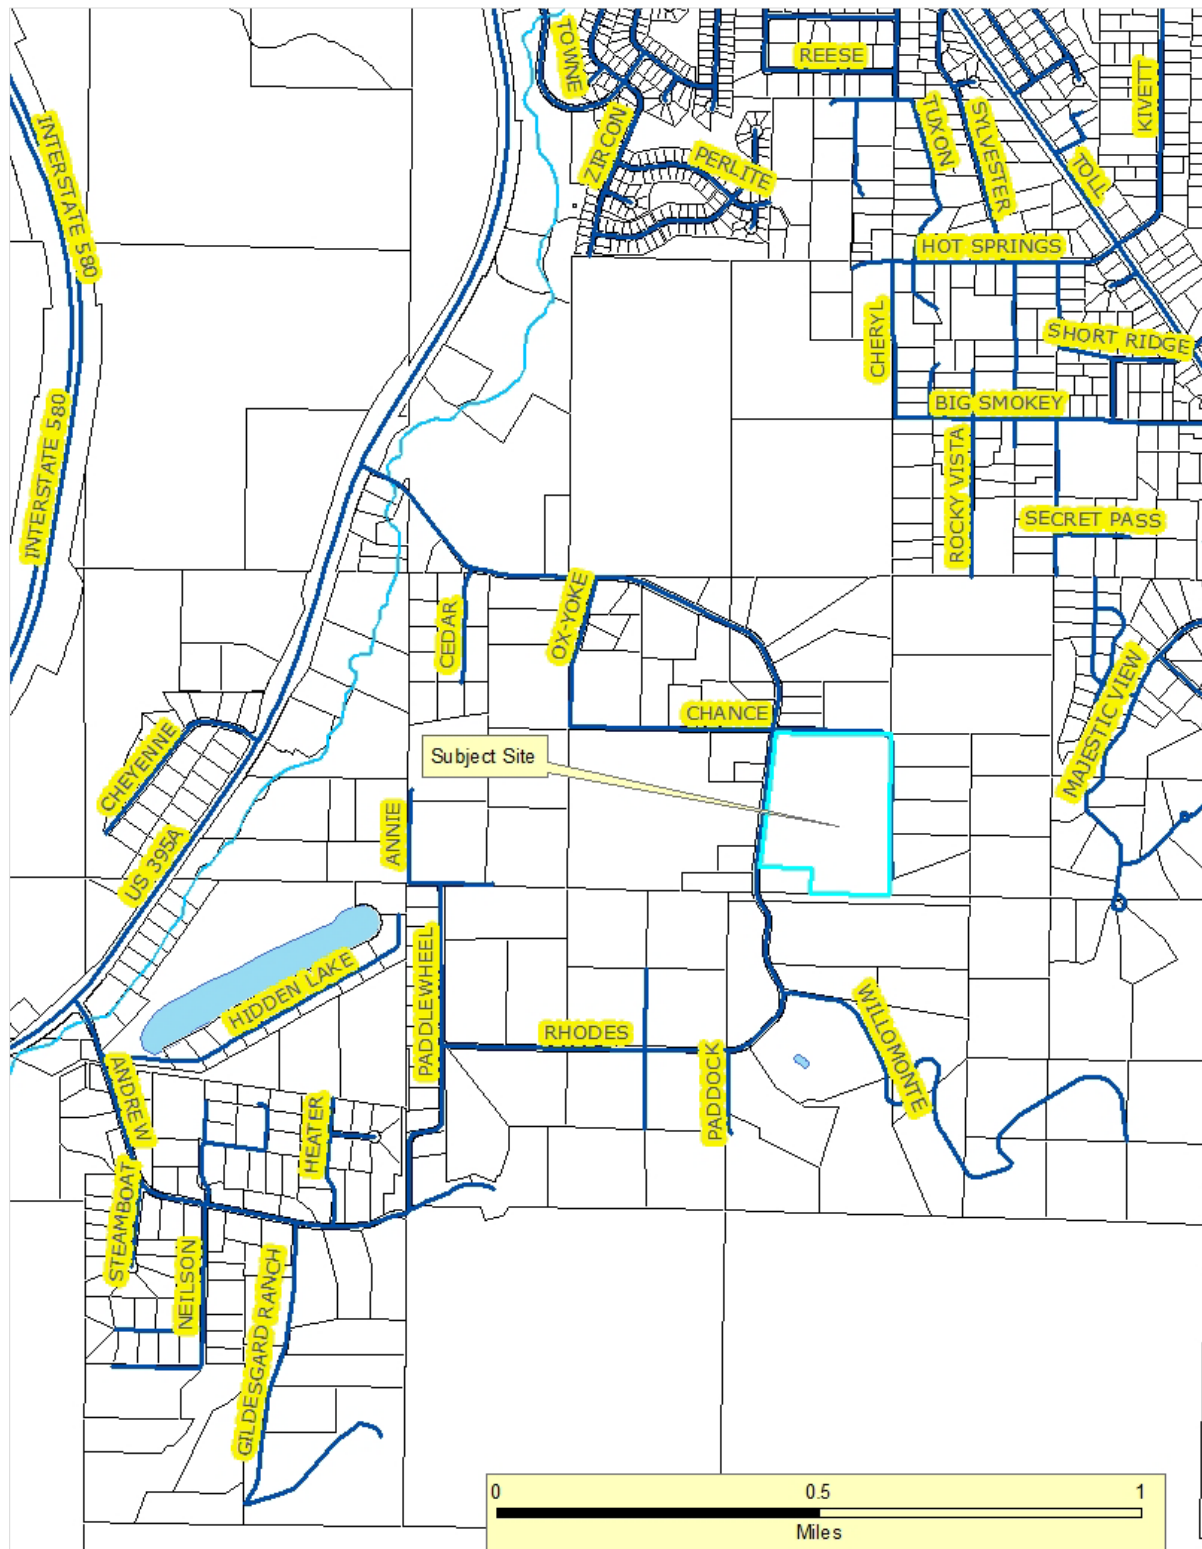 TOWNE
REESE
KIVETT
INTERSTATE 580
ZIRCON
PERLITE
TUXON
SYLVESTER
TOLL
HOT SPRINGS
CHERYL
SHORT RIDGE
INTERSTATE 580
BIG SMOKEY
ROCKY VISTA
SECRET PASS
CEDAR
OX-YOKE
CHANCE
MAJESTIC VIEW
CHEYENNE
Subject Site
US 395A
ANNIE
HIDDEN LAKE
PADDLEWHEEL
RHODES
WILLOMONTE
PADDOCK
ANDREW
HEATER
STEAMBOAT
NEILSON
GILDESGARD RANCH
0 0.5 1
Miles